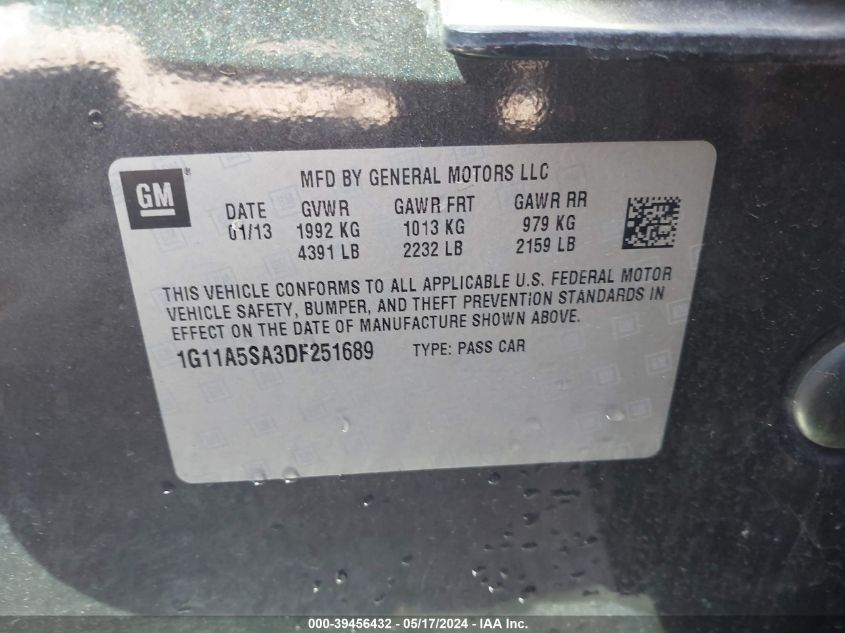 GM
MFD BY GENERAL MOTORS LLC
DATE GVWR GAWR FRT GAWR RR
01/13 1992 KG 1013 KG 979 KG
4391 LB 2232 LB 2159 LB
THIS VEHICLE CONFORMS TO ALL APPLICABLE U.S. FEDERAL MOTOR
VEHICLE SAFETY, BUMPER, AND THEFT PREVENTION STANDARDS IN
EFFECT ON THE DATE OF MANUFACTURE SHOWN ABOVE.
1G11A5SA3DF251689 TYPE: PASS CAR
000-39456432 - 05/17/2024 - IAA Inc.